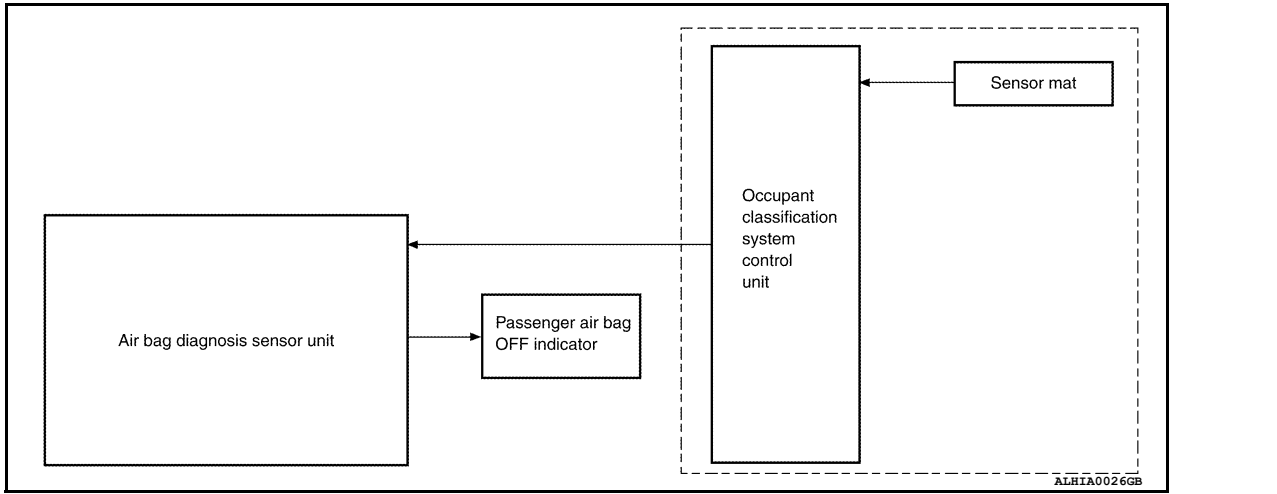 Sensor mat
Occupant
classification
system
control
unit
Air bag diagnosis sensor unit
Passenger air bag
OFF indicator
ALHIA0026GB